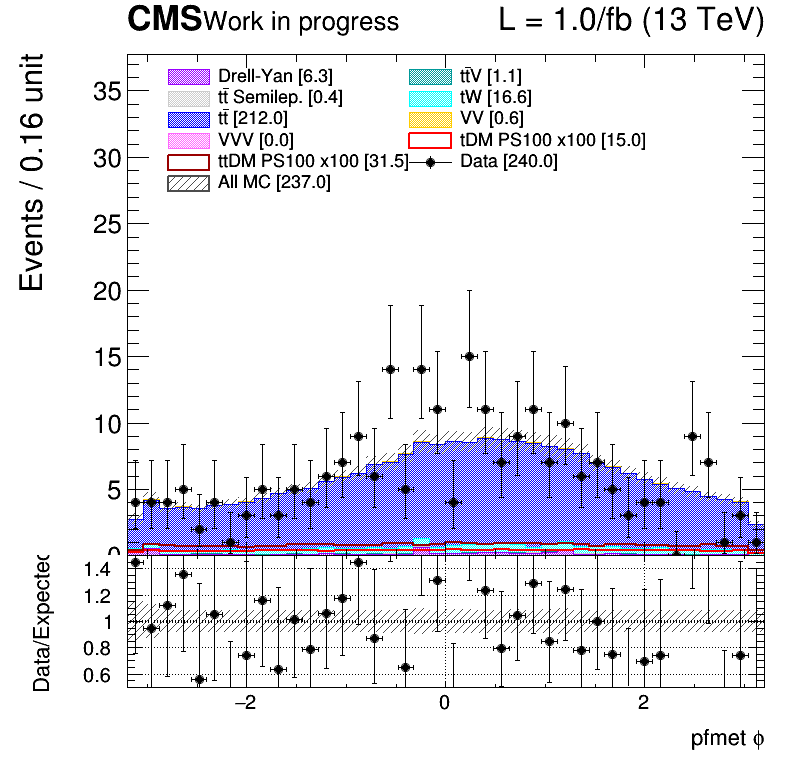 CMS Work in progress L = 1.0/fb (13 TeV)
Events / 0.16 unit
35
30
25
20
15
10
5
0
Drell-Yan [6.3] tt̄V [1.1]
tt̄ Semilep. [0.4] tW [16.6]
tt̄ [212.0] VV [0.6]
VVV [0.0] tDM PS100 x100 [15.0]
ttDM PS100 x100 [31.5] Data [240.0]
All MC [237.0]
Data/Expected
1.4
1.2
1
0.8
0.6
−2 0 2
pfmet ϕ